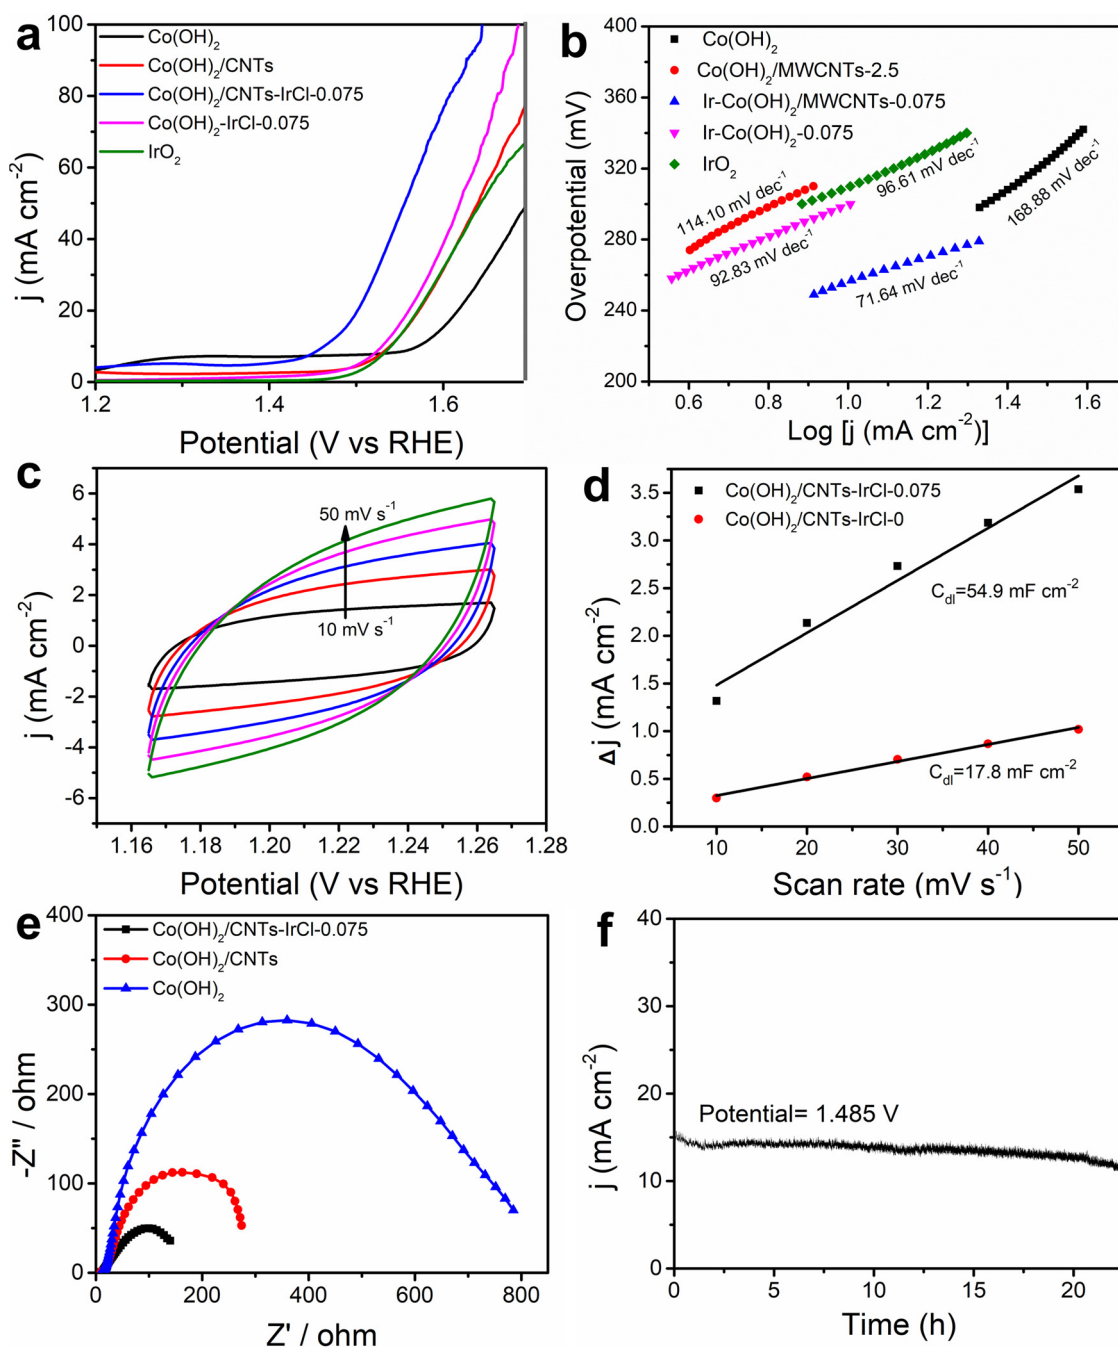 a
100
80
60
40
20
0
1.2
1.4
1.6
j (mA cm⁻²)
Potential (V vs RHE)
Co(OH)₂
Co(OH)₂/CNTs
Co(OH)₂/CNTs-IrCl-0.075
Co(OH)₂-IrCl-0.075
IrO₂
b
400
360
320
280
240
200
0.6
0.8
1.0
1.2
1.4
1.6
Overpotential (mV)
Log [j (mA cm⁻²)]
Co(OH)₂
Co(OH)₂/MWCNTs-2.5
Ir-Co(OH)₂/MWCNTs-0.075
Ir-Co(OH)₂-0.075
IrO₂
114.10 mV dec⁻¹
92.83 mV dec⁻¹
96.61 mV dec⁻¹
71.64 mV dec⁻¹
168.88 mV dec⁻¹
c
6
4
2
0
-2
-4
-6
1.16
1.18
1.20
1.22
1.24
1.26
1.28
j (mA cm⁻²)
Potential (V vs RHE)
50 mV s⁻¹
10 mV s⁻¹
d
3.5
3.0
2.5
2.0
1.5
1.0
0.5
0.0
10
20
30
40
50
Δj (mA cm⁻²)
Scan rate (mV s⁻¹)
Co(OH)₂/CNTs-IrCl-0.075
Co(OH)₂/CNTs-IrCl-0
C_dl=54.9 mF cm⁻²
C_dl=17.8 mF cm⁻²
e
400
300
200
100
0
0
200
400
600
800
-Z" / ohm
Z' / ohm
Co(OH)₂/CNTs-IrCl-0.075
Co(OH)₂/CNTs
Co(OH)₂
f
40
30
20
10
0
0
5
10
15
20
j (mA cm⁻²)
Time (h)
Potential= 1.485 V